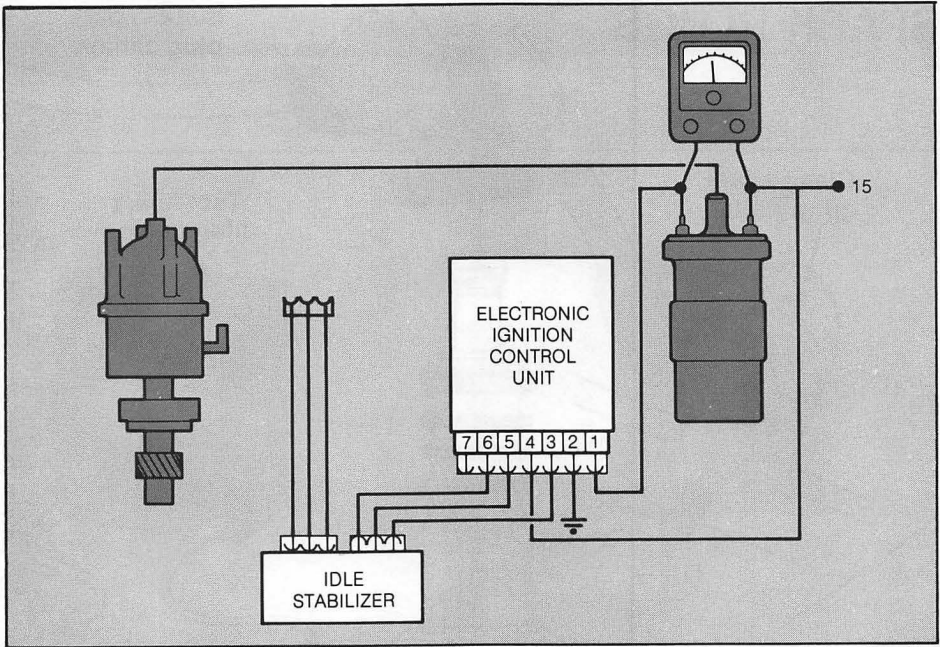 15
ELECTRONIC
IGNITION
CONTROL
UNIT
7 6 5 4 3 2 1
IDLE
STABILIZER